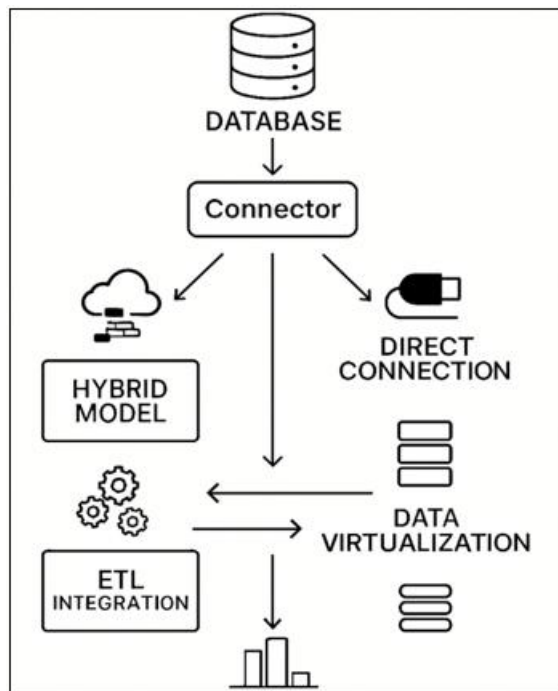 DATABASE
Connector
HYBRID
MODEL
DIRECT
CONNECTION
ETL
INTEGRATION
DATA
VIRTUALIZATION